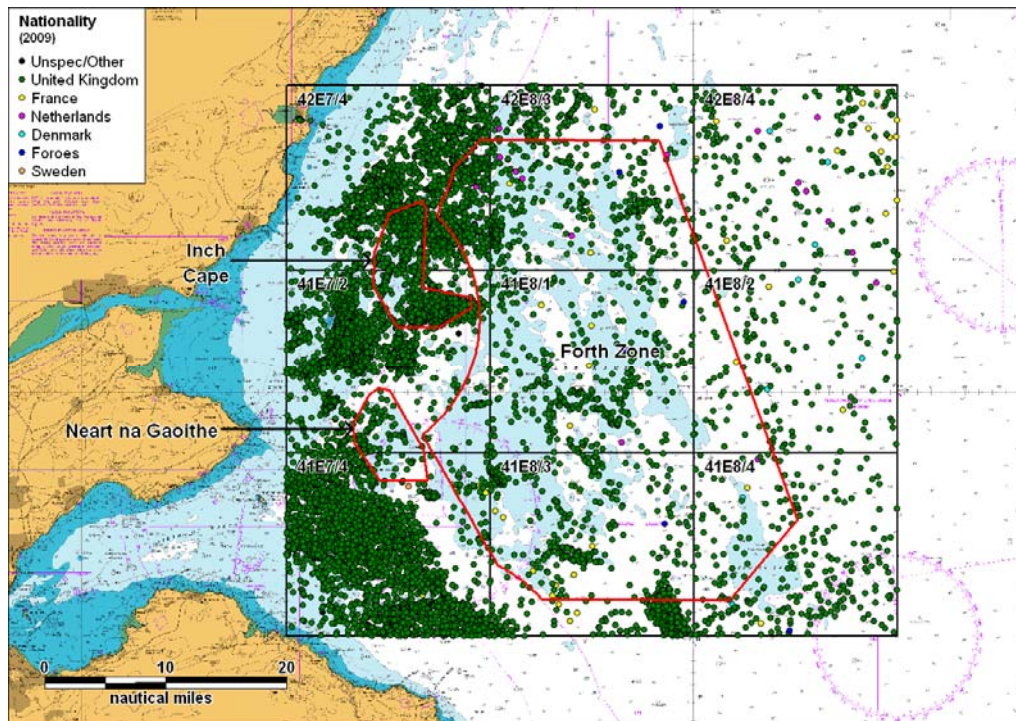 Nationality
(2009)
Unspec/Other
United Kingdom
France
Netherlands
Denmark
Foroes
Sweden
42E7/4
42E8/3
42E8/4
Inch
Cape
41E7/2
41E8/1
41E8/2
Forth Zone
Neart na Gaoithe
41E7/4
41E8/3
41E8/4
0
10
20
nautical miles